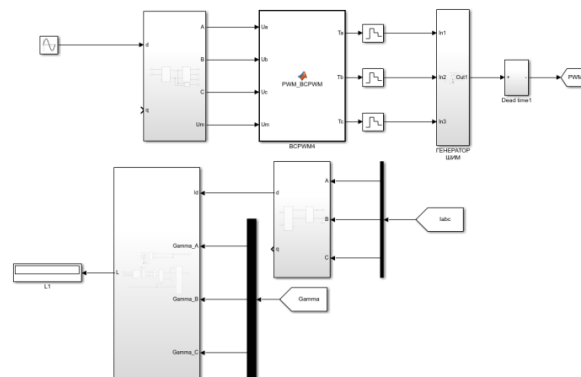 d
q
A
B
C
Um
Ua
Ub
Uc
Um
PWM_BCPWM
BCPWM4
Ta
Tb
Tc
In1
In2
In3
Out1
ГЕНЕРАТОР
ШИМ
+
-
Dead time1
PWM
L
L1
Id
Gamma_A
Gamma_B
Gamma_C
d
q
A
B
C
Iabc
Gamma